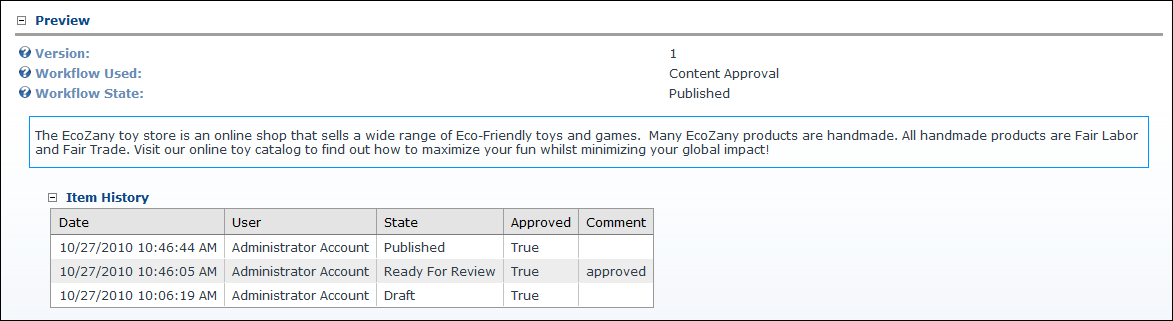 Preview
Version: 1
Workflow Used: Content Approval
Workflow State: Published
The EcoZany toy store is an online shop that sells a wide range of Eco-Friendly toys and games.  Many EcoZany products are handmade. All handmade products are Fair Labor
and Fair Trade. Visit our online toy catalog to find out how to maximize your fun whilst minimizing your global impact!
Item History
Date User State Approved Comment
10/27/2010 10:46:44 AM Administrator Account Published True
10/27/2010 10:46:05 AM Administrator Account Ready For Review True approved
10/27/2010 10:06:19 AM Administrator Account Draft True